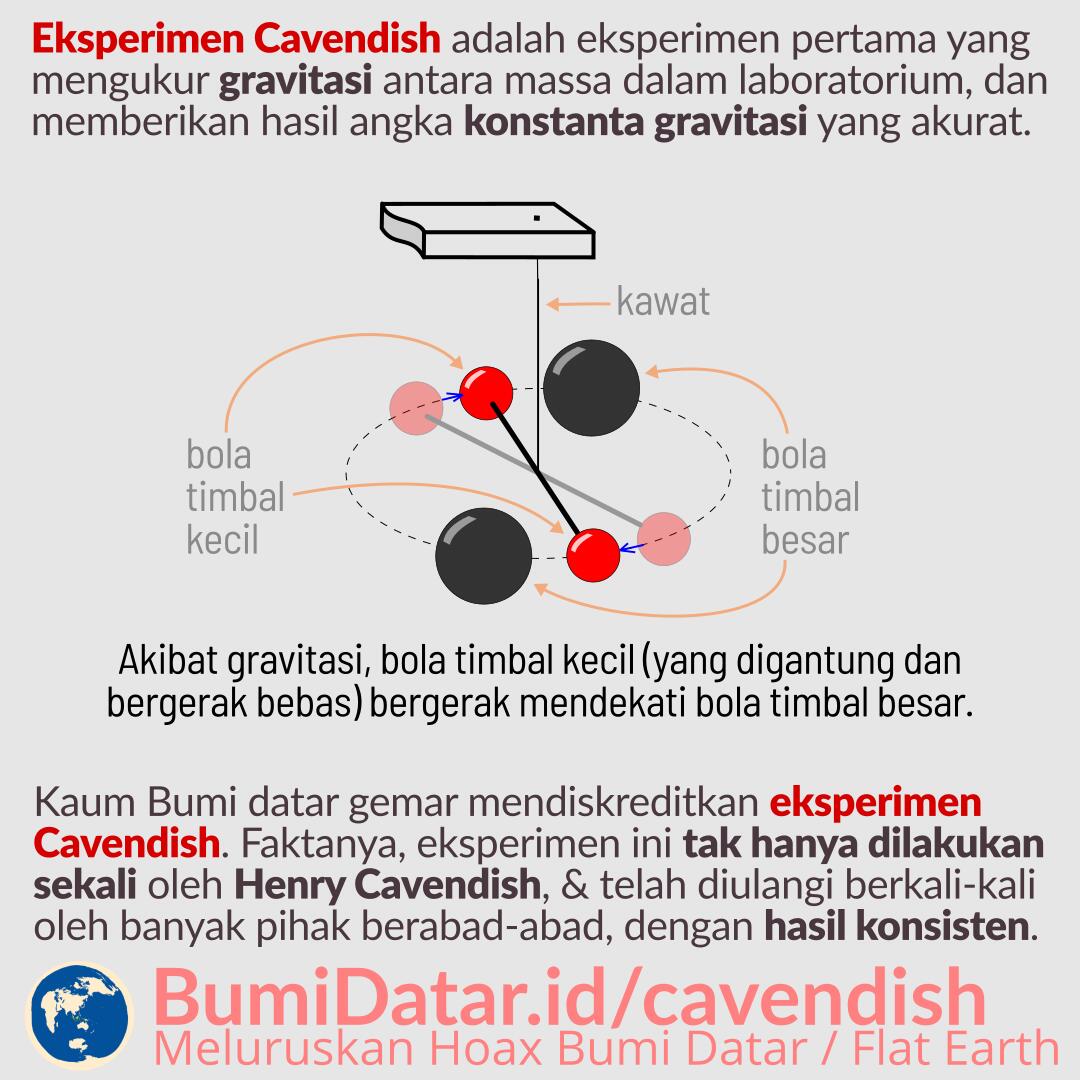 Eksperimen Cavendish adalah eksperimen pertama yang
mengukur gravitasi antara massa dalam laboratorium, dan
memberikan hasil angka konstanta gravitasi yang akurat.
kawat
bola
timbal
kecil
bola
timbal
besar
Akibat gravitasi, bola timbal kecil (yang digantung dan
bergerak bebas) bergerak mendekati bola timbal besar.
Kaum Bumi datar gemar mendiskreditkan eksperimen
Cavendish. Faktanya, eksperimen ini tak hanya dilakukan
sekali oleh Henry Cavendish, & telah diulangi berkali-kali
oleh banyak pihak berabad-abad, dengan hasil konsisten.
BumiDatar.id/cavendish
Meluruskan Hoax Bumi Datar / Flat Earth